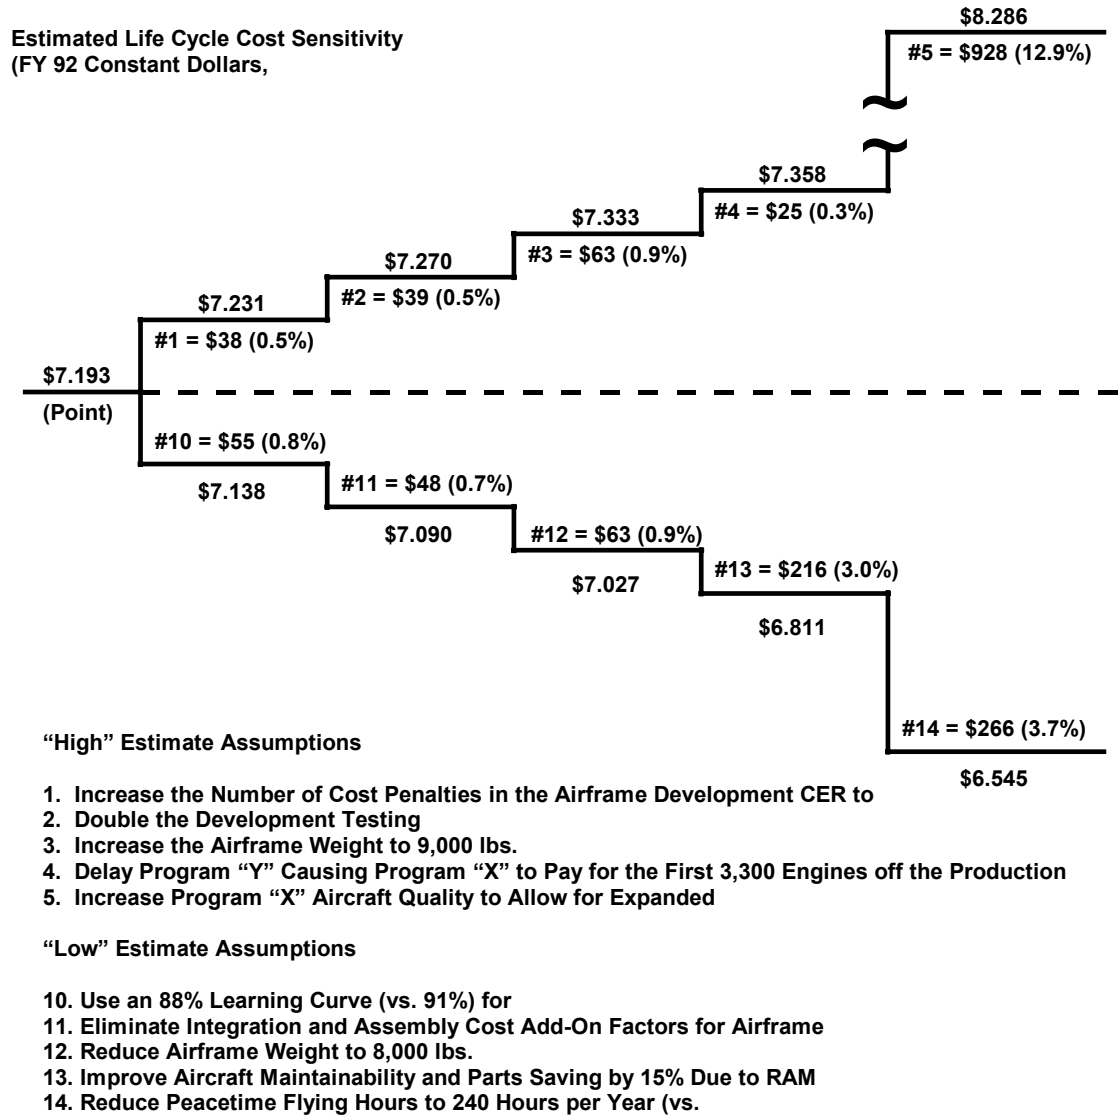 Estimated Life Cycle Cost Sensitivity
(FY 92 Constant Dollars,
$8.286
#5 = $928 (12.9%)
$7.358
#4 = $25 (0.3%)
$7.333
#3 = $63 (0.9%)
$7.270
#2 = $39 (0.5%)
$7.231
#1 = $38 (0.5%)
$7.193
(Point)
#10 = $55 (0.8%)
$7.138
#11 = $48 (0.7%)
$7.090
#12 = $63 (0.9%)
$7.027
#13 = $216 (3.0%)
$6.811
#14 = $266 (3.7%)
$6.545
“High” Estimate Assumptions
1. Increase the Number of Cost Penalties in the Airframe Development CER to
2. Double the Development Testing
3. Increase the Airframe Weight to 9,000 lbs.
4. Delay Program “Y” Causing Program “X” to Pay for the First 3,300 Engines off the Production
5. Increase Program “X” Aircraft Quality to Allow for Expanded
“Low” Estimate Assumptions
10. Use an 88% Learning Curve (vs. 91%) for
11. Eliminate Integration and Assembly Cost Add-On Factors for Airframe
12. Reduce Airframe Weight to 8,000 lbs.
13. Improve Aircraft Maintainability and Parts Saving by 15% Due to RAM
14. Reduce Peacetime Flying Hours to 240 Hours per Year (vs.